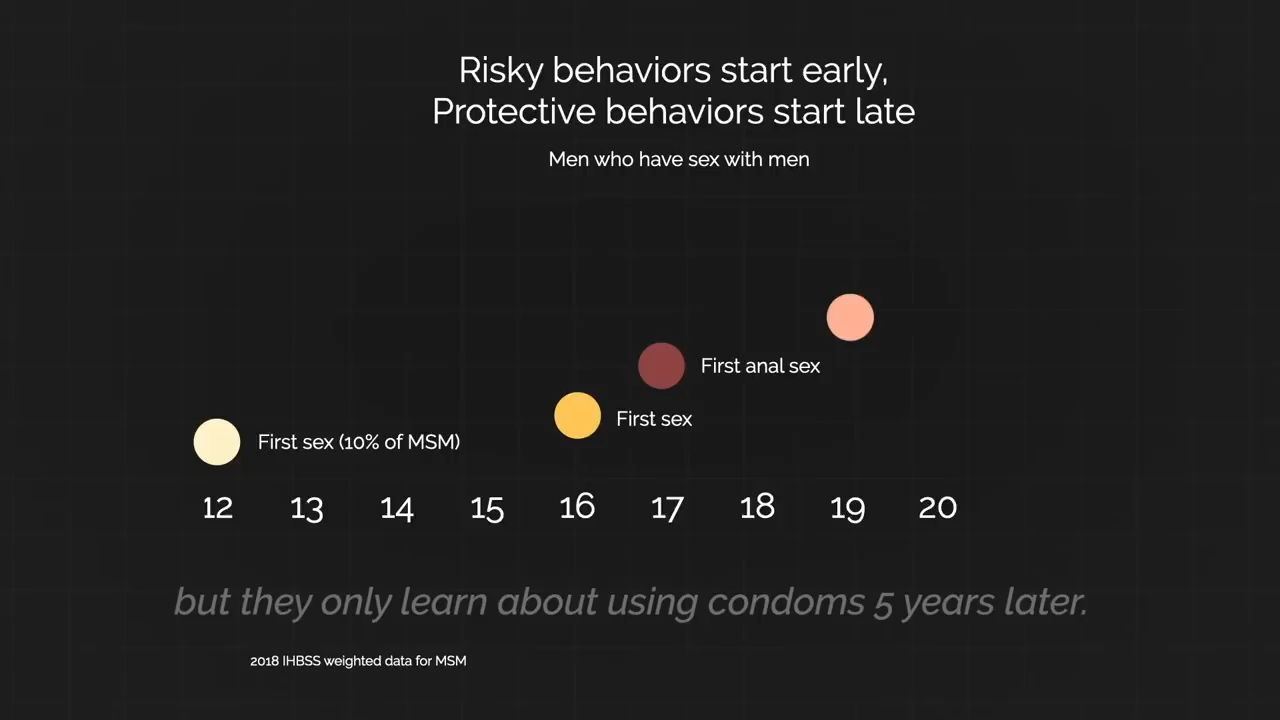 Risky behaviors start early,
Protective behaviors start late
Men who have sex with men
First anal sex
First sex
First sex (10% of MSM)
12 13 14 15 16 17 18 19 20
but they only learn about using condoms 5 years later.
2018 IHBSS weighted data for MSM